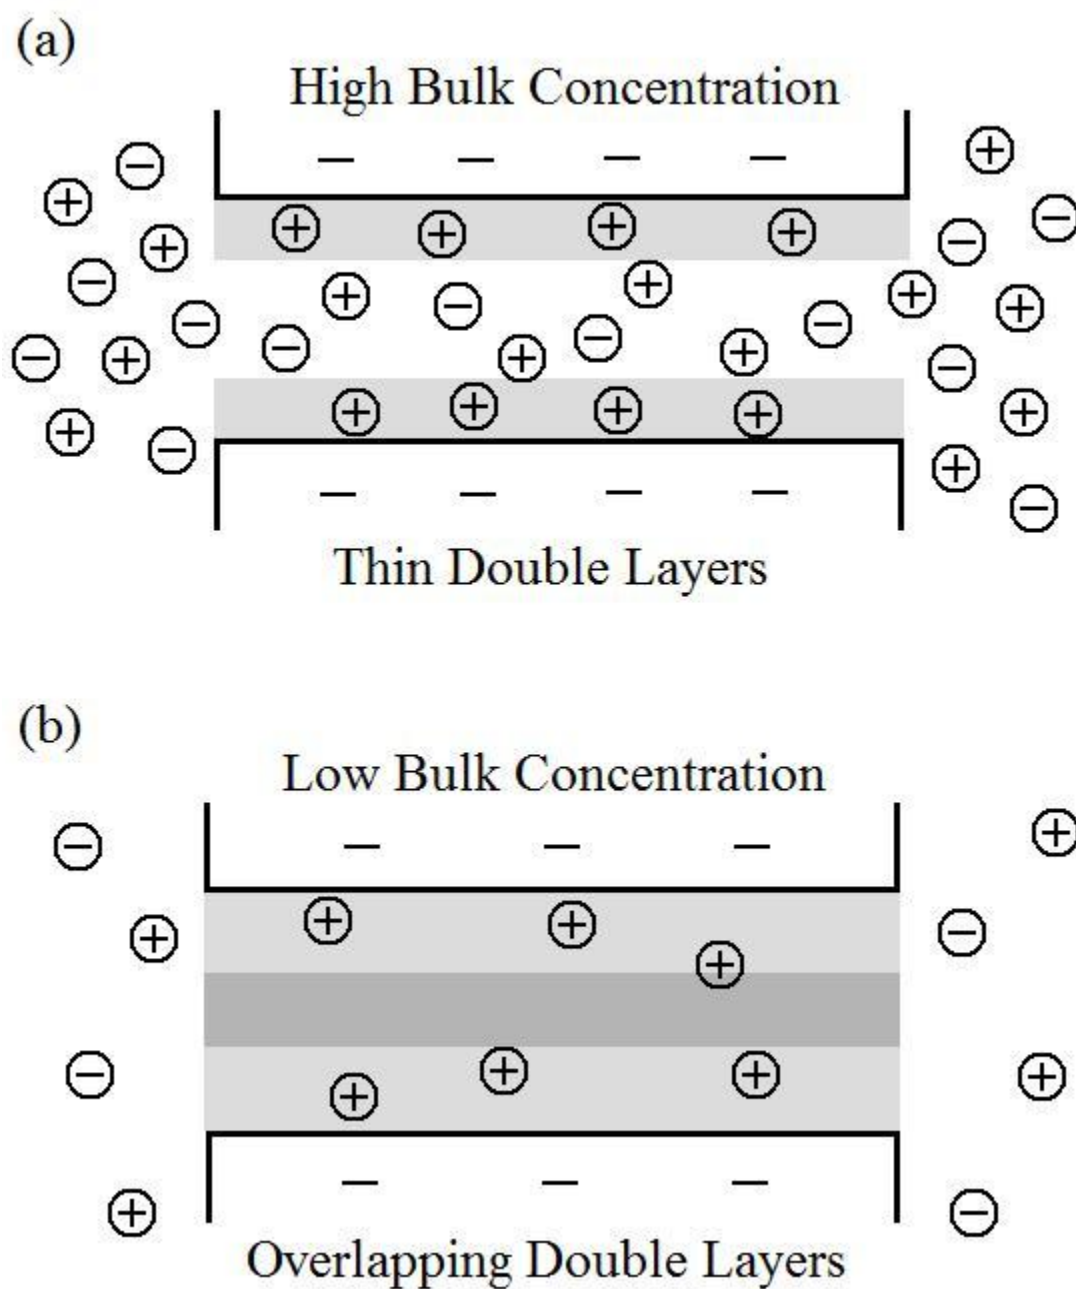 (a)
High Bulk Concentration
Thin Double Layers
(b)
Low Bulk Concentration
Overlapping Double Layers